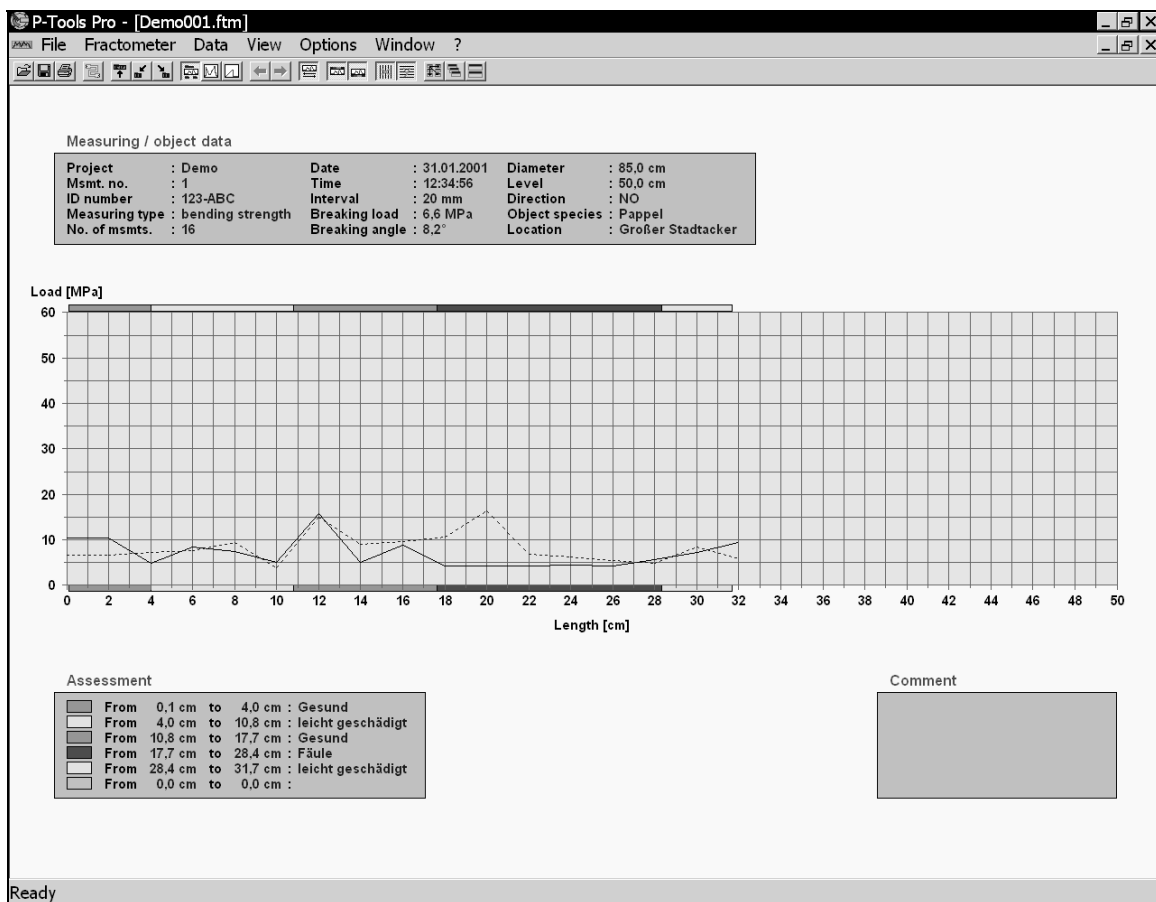 P-Tools Pro - [Demo001.ftm]
File Fractometer Data View Options Window ?
Measuring / object data
Project : Demo Date : 31.01.2001 Diameter : 85,0 cm
Msmt. no. : 1 Time : 12:34:56 Level : 50,0 cm
ID number : 123-ABC Interval : 20 mm Direction : NO
Measuring type : bending strength Breaking load : 6,6 MPa Object species : Pappel
No. of msmts. : 16 Breaking angle : 8,2° Location : Großer Stadtacker
Load [MPa]
60
50
40
30
20
10
0
0 2 4 6 8 10 12 14 16 18 20 22 24 26 28 30 32 34 36 38 40 42 44 46 48 50
Length [cm]
Assessment
From 0,1 cm to 4,0 cm : Gesund
From 4,0 cm to 10,8 cm : leicht geschädigt
From 10,8 cm to 17,7 cm : Gesund
From 17,7 cm to 28,4 cm : Fäule
From 28,4 cm to 31,7 cm : leicht geschädigt
From 0,0 cm to 0,0 cm :
Comment
Ready